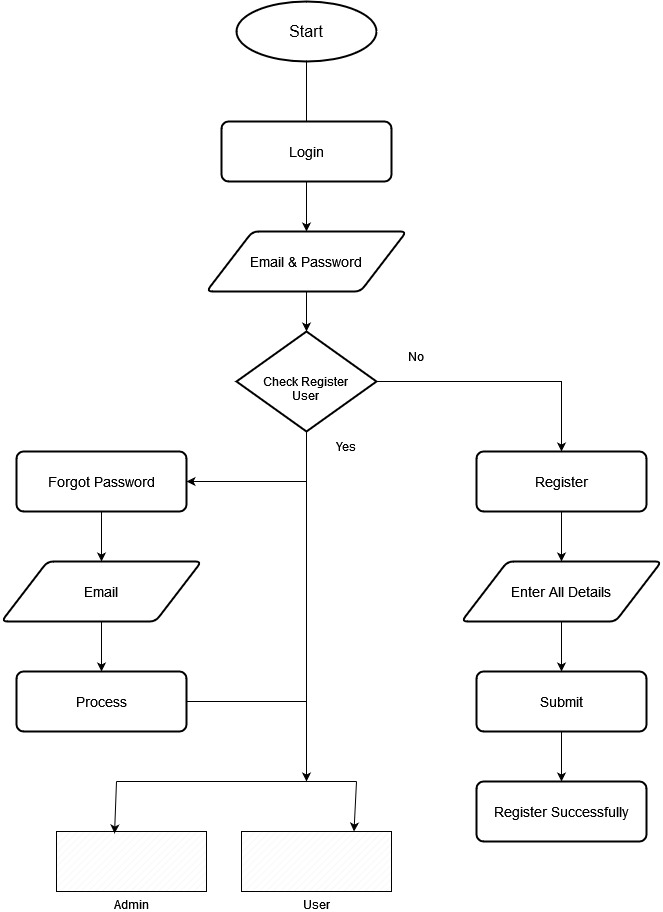 Start
Login
Email & Password
Check Register
User
No
Yes
Forgot Password
Register
Email
Enter All Details
Process
Submit
Register Successfully
Admin
User